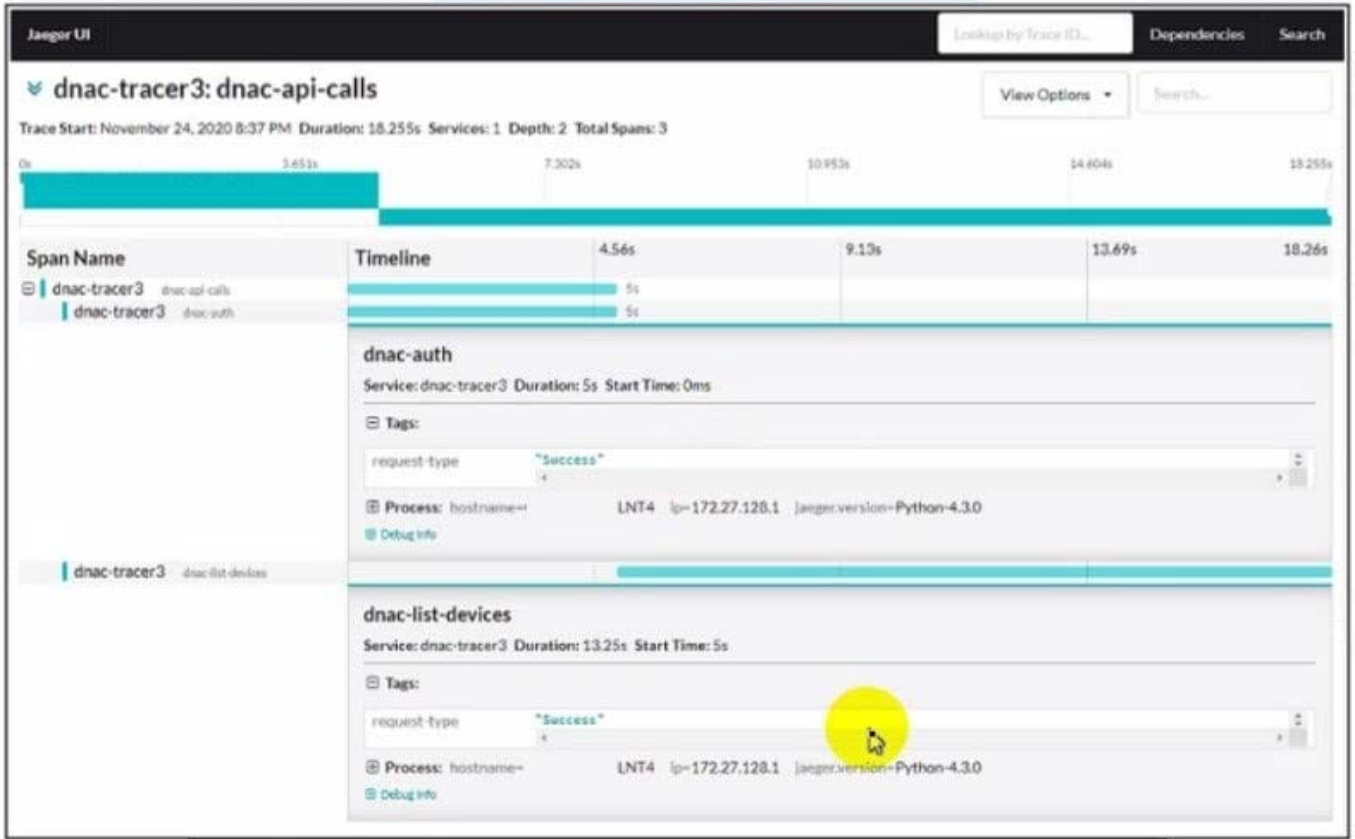 Jaeger UI
Lookup by Trace ID... Dependencies Search
dnac-tracer3: dnac-api-calls
View Options Search...
Trace Start: November 24, 2020 8:37 PM Duration: 18.255s Services: 1 Depth: 2 Total Spans: 3
0s 3.651s 7.302s 10.953s 14.604s 18.255s
Span Name Timeline 4.56s 9.13s 13.69s 18.26s
dnac-tracer3 dnac-api-calls 5s
dnac-tracer3 dnac-auth 5s
dnac-auth
Service: dnac-tracer3 Duration: 5s Start Time: 0ms
Tags:
request-type "Success"
Process: hostname= LNT4 ip=172.27.128.1 jaeger.version=Python-4.3.0
Debug Info
dnac-tracer3 dnac-list-devices
dnac-list-devices
Service: dnac-tracer3 Duration: 13.25s Start Time: 5s
Tags:
request-type "Success"
Process: hostname= LNT4 ip=172.27.128.1 jaeger.version=Python-4.3.0
Debug Info